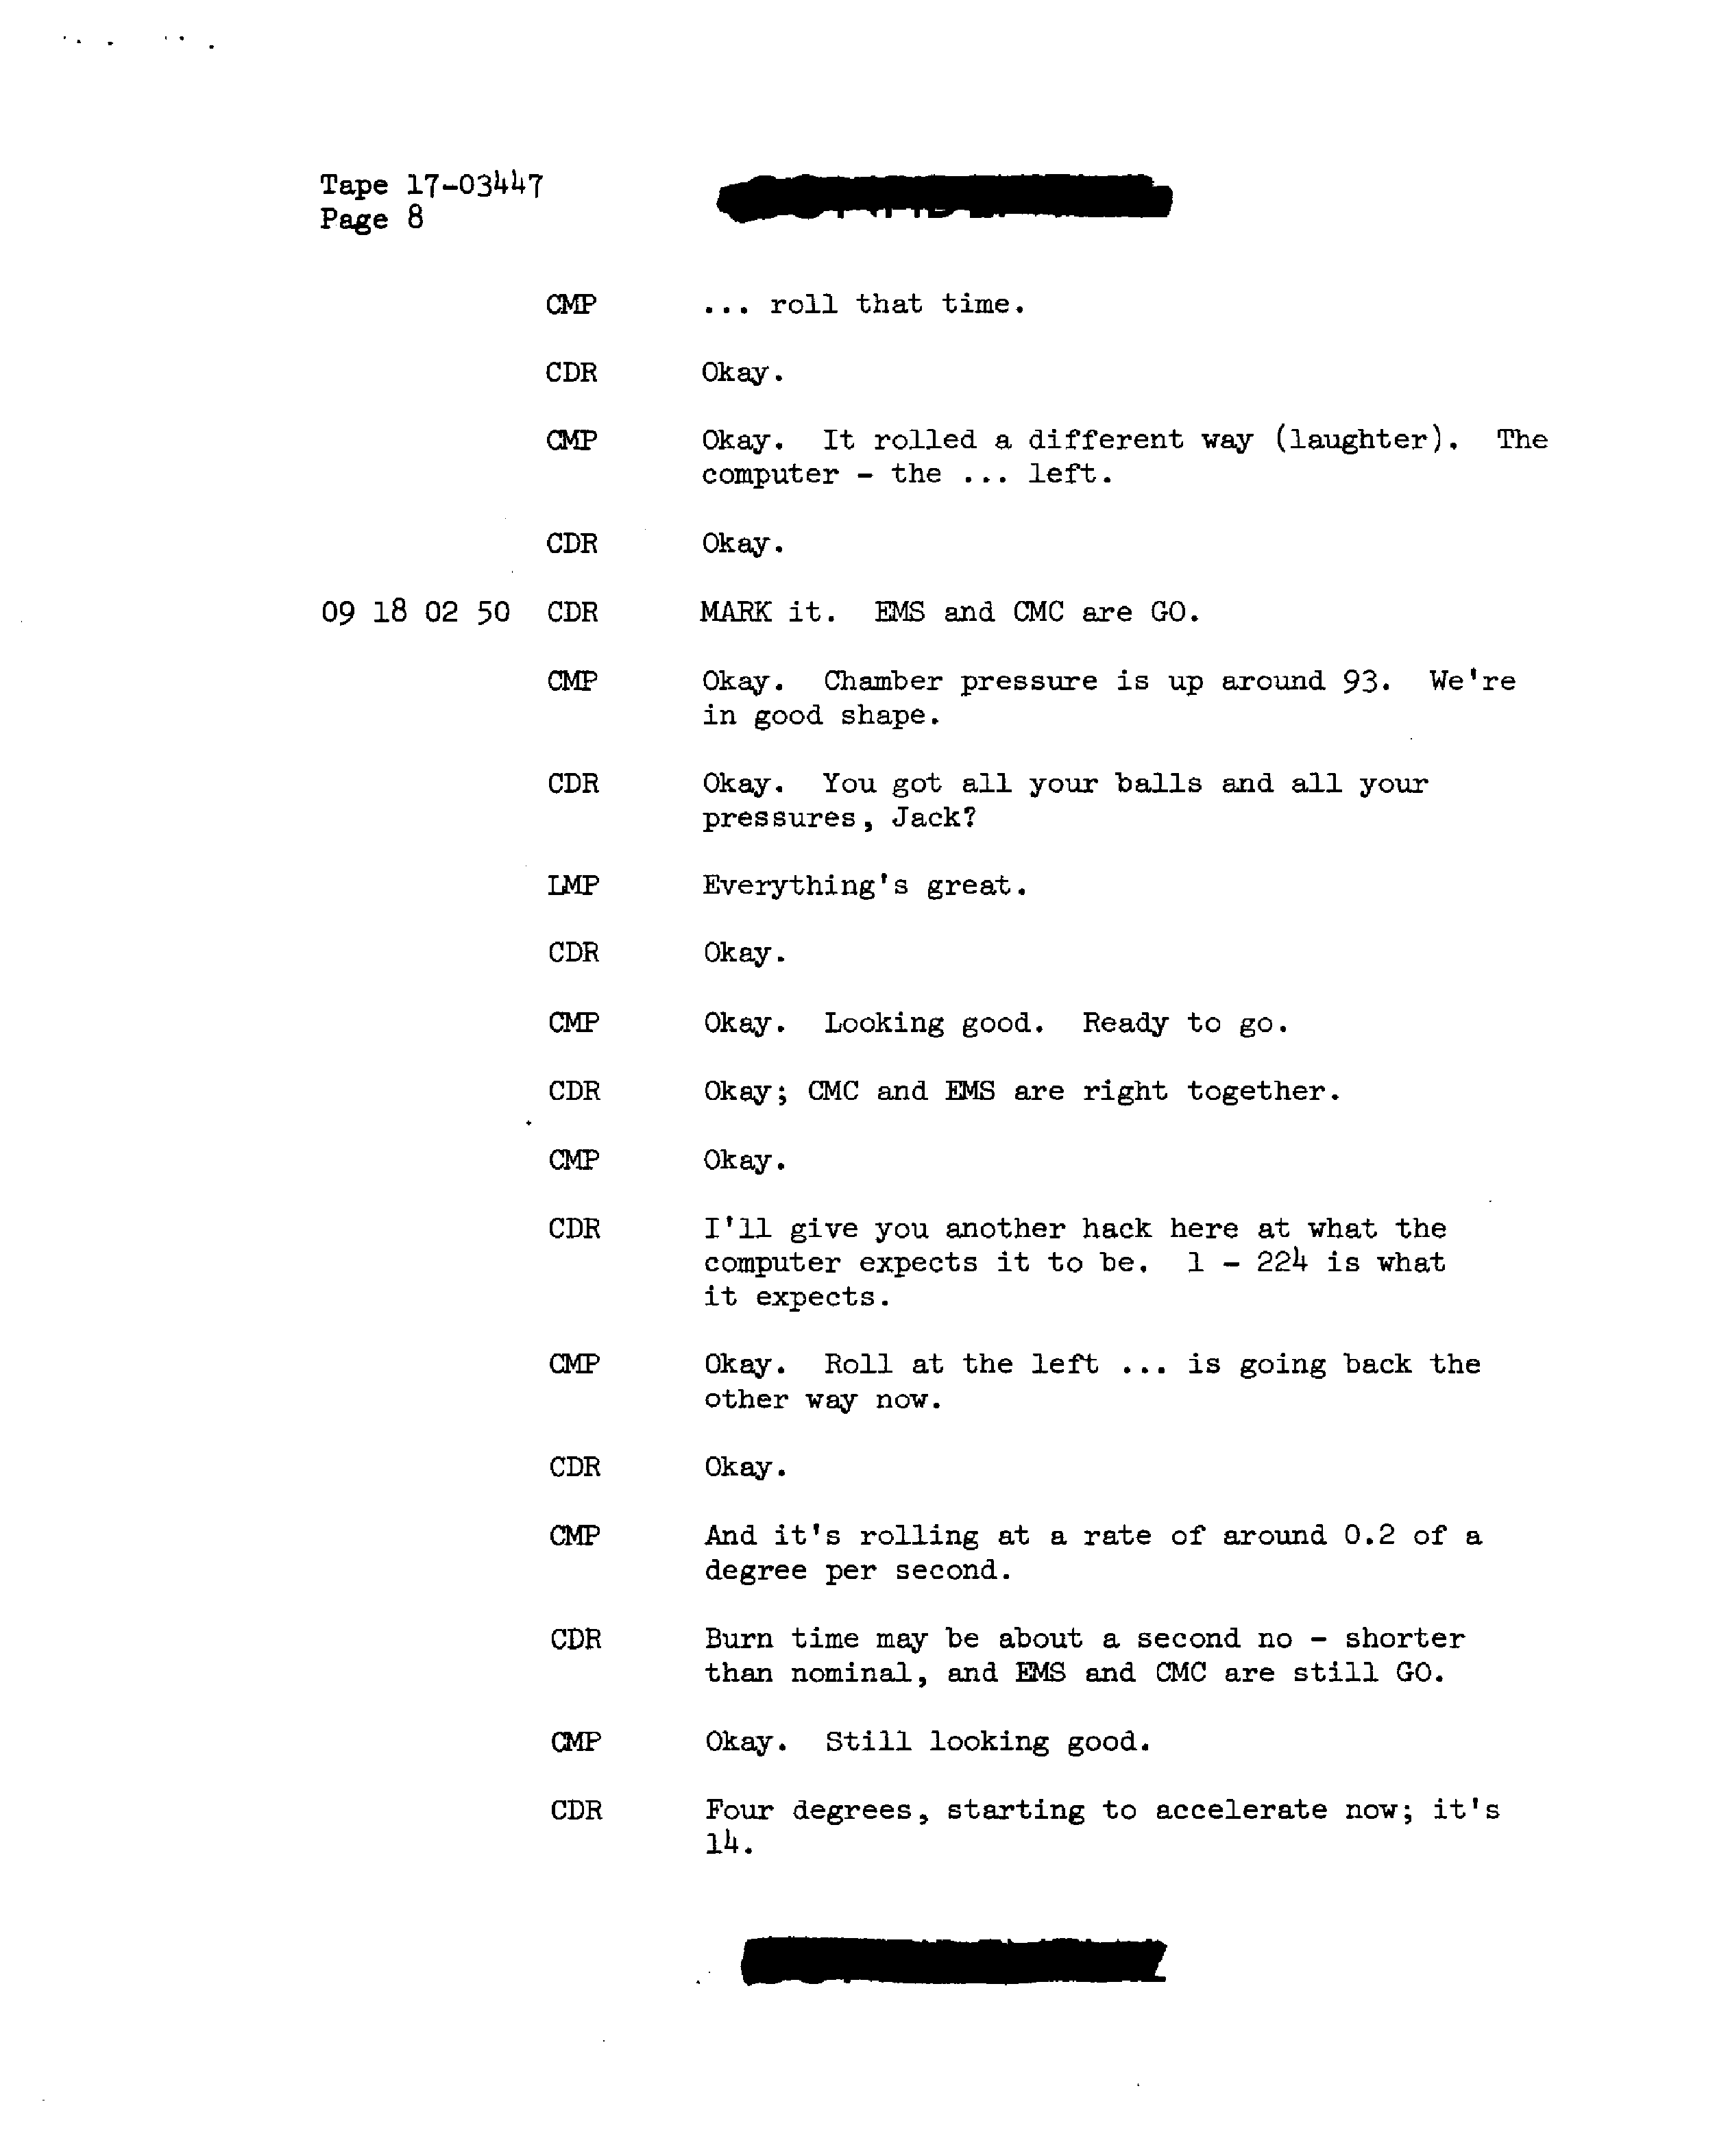 Tape 17-03447
Page 8
CMP ... roll that time.
CDR Okay.
CMP Okay. It rolled a different way (laughter). The
computer - the ... left.
CDR Okay.
09 18 02 50 CDR MARK it. EMS and CMC are GO.
CMP Okay. Chamber pressure is up around 93. We're
in good shape.
CDR Okay. You got all your balls and all your
pressures, Jack?
LMP Everything's great.
CDR Okay.
CMP Okay. Looking good. Ready to go.
CDR Okay; CMC and EMS are right together.
CMP Okay.
CDR I'll give you another hack here at what the
computer expects it to be. 1 - 224 is what
it expects.
CMP Okay. Roll at the left ... is going back the
other way now.
CDR Okay.
CMP And it's rolling at a rate of around 0.2 of a
degree per second.
CDR Burn time may be about a second no - shorter
than nominal, and EMS and CMC are still GO.
CMP Okay. Still looking good.
CDR Four degrees, starting to accelerate now; it's
14.